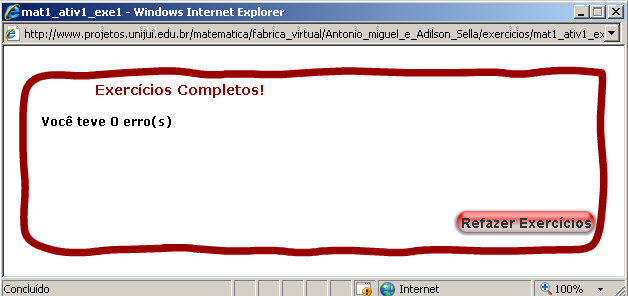 mat1_ativ1_exe1 - Windows Internet Explorer
http://www.projetos.unijui.edu.br/matematica/fabrica_virtual/Antonio_miguel_e_Adilson_Sella/exercicios/mat1_ativ1_ex
Exercícios Completos!
Você teve 0 erro(s)
Refazer Exercícios
Concluído
Internet
100%